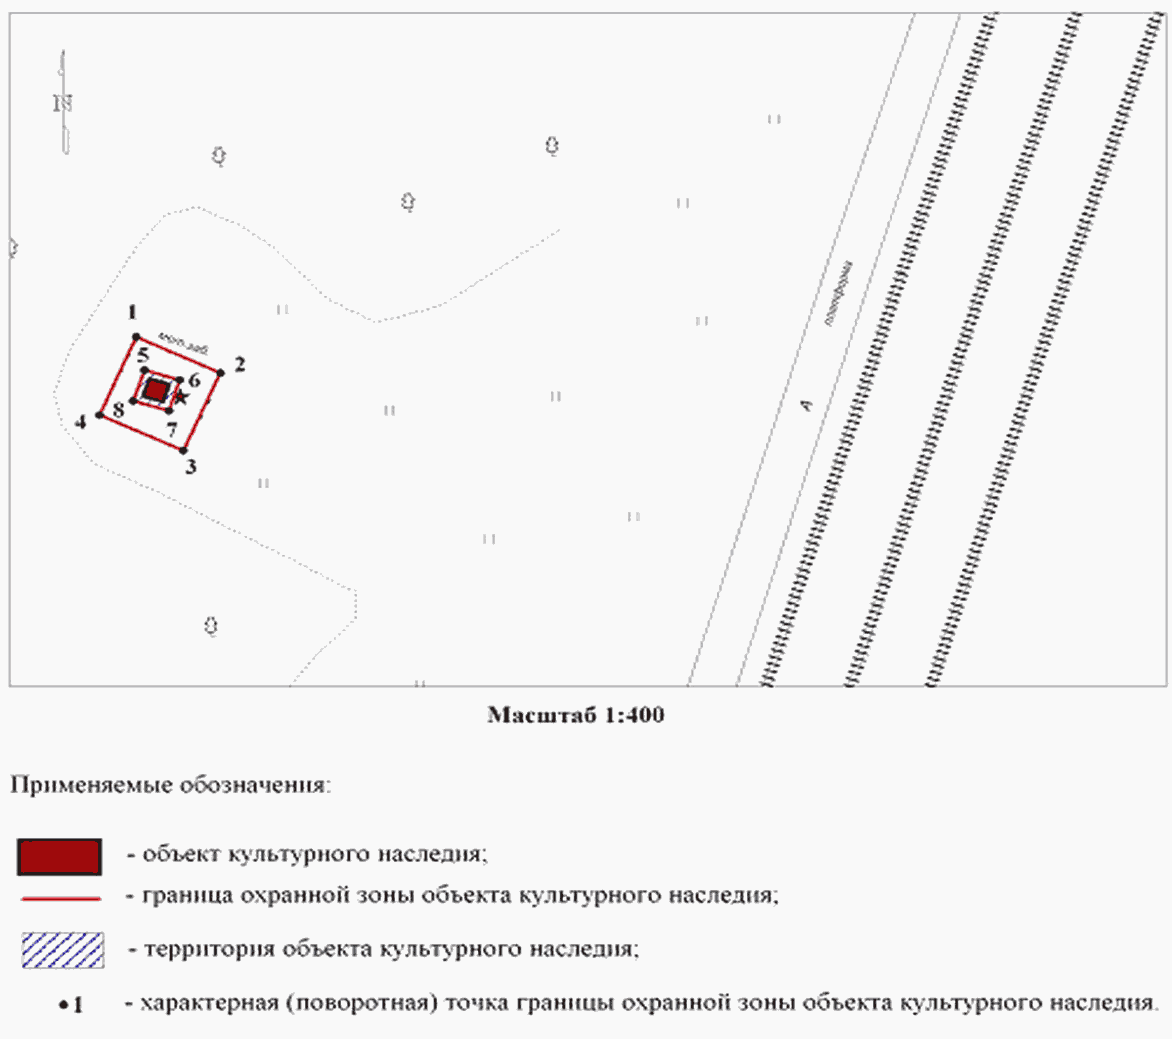 1
2
5
6
8
4
7
3
платформа
А
Масштаб 1:400
Применяемые обозначения:
- объект культурного наследия;
- граница охранной зоны объекта культурного наследия;
- территория объекта культурного наследия;
•1 - характерная (поворотная) точка границы охранной зоны объекта культурного наследия.